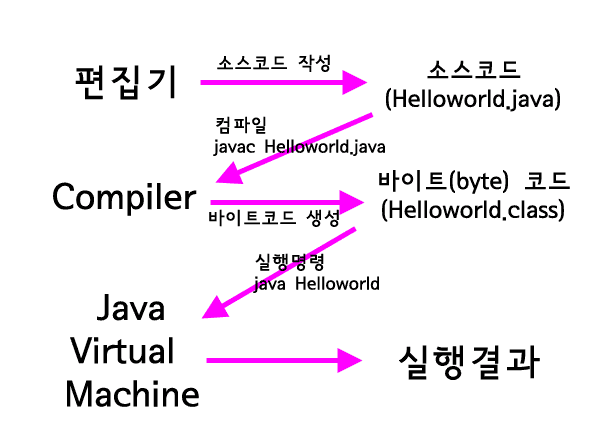 편집기
소스코드 작성
소스코드
(Helloworld.java)
컴파일
javac Helloworld.java
Compiler
바이트코드 생성
바이트(byte) 코드
(Helloworld.class)
실행명령
java Helloworld
Java
Virtual
Machine
실행결과